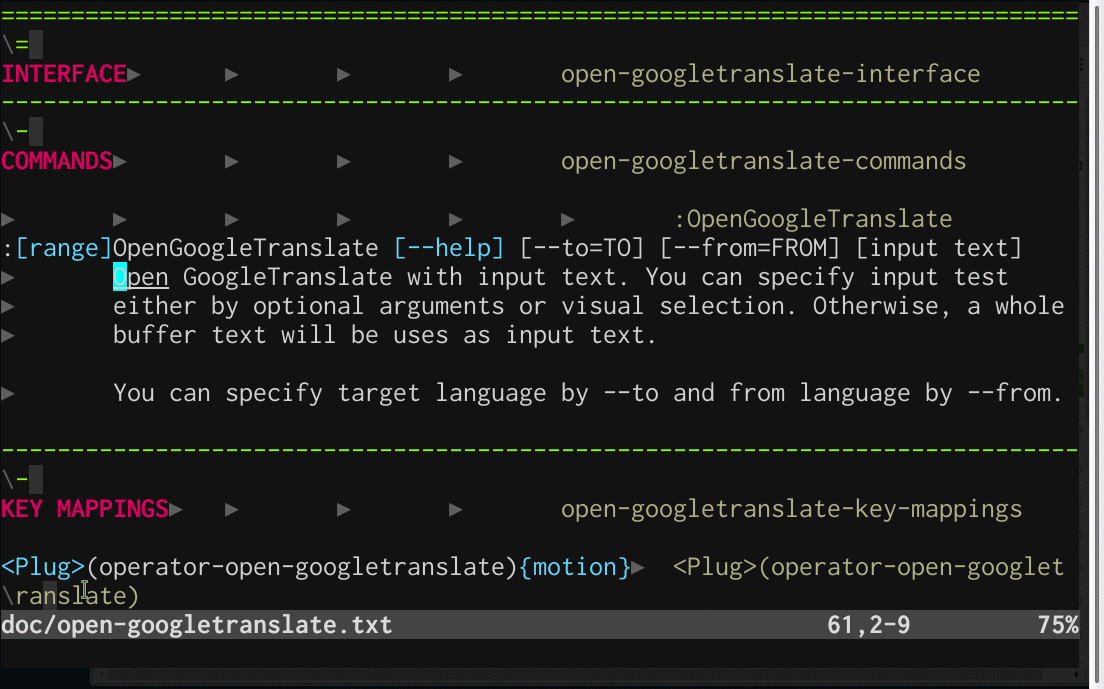 =============================================================================
\=
INTERFACE▸ ▸ ▸ ▸ open-googletranslate-interface
-----------------------------------------------------------------------------
\-
COMMANDS▸ ▸ ▸ ▸ open-googletranslate-commands
▸ ▸ ▸ ▸ ▸ ▸ :OpenGoogleTranslate
:[range]OpenGoogleTranslate [--help] [--to=TO] [--from=FROM] [input text]
▸ Open GoogleTranslate with input text. You can specify input test
▸ either by optional arguments or visual selection. Otherwise, a whole
▸ buffer text will be uses as input text.
▸ You can specify target language by --to and from language by --from.
-----------------------------------------------------------------------------
\-
KEY MAPPINGS▸ ▸ ▸ ▸ open-googletranslate-key-mappings
<Plug>(operator-open-googletranslate){motion}▸ <Plug>(operator-open-googlet
\ranslate)
doc/open-googletranslate.txt 61,2-9 75%